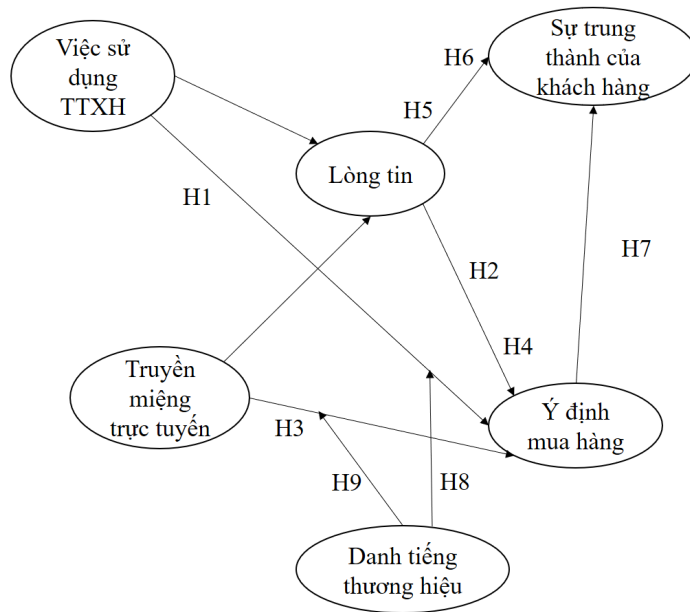 Việc sử
dụng
TTXH
Sự trung
thành của
khách hàng
H6
H5
Lòng tin
H1
H2
H7
H4
Truyền
miệng
trực tuyến
Ý định
mua hàng
H3
H9
H8
Danh tiếng
thương hiệu